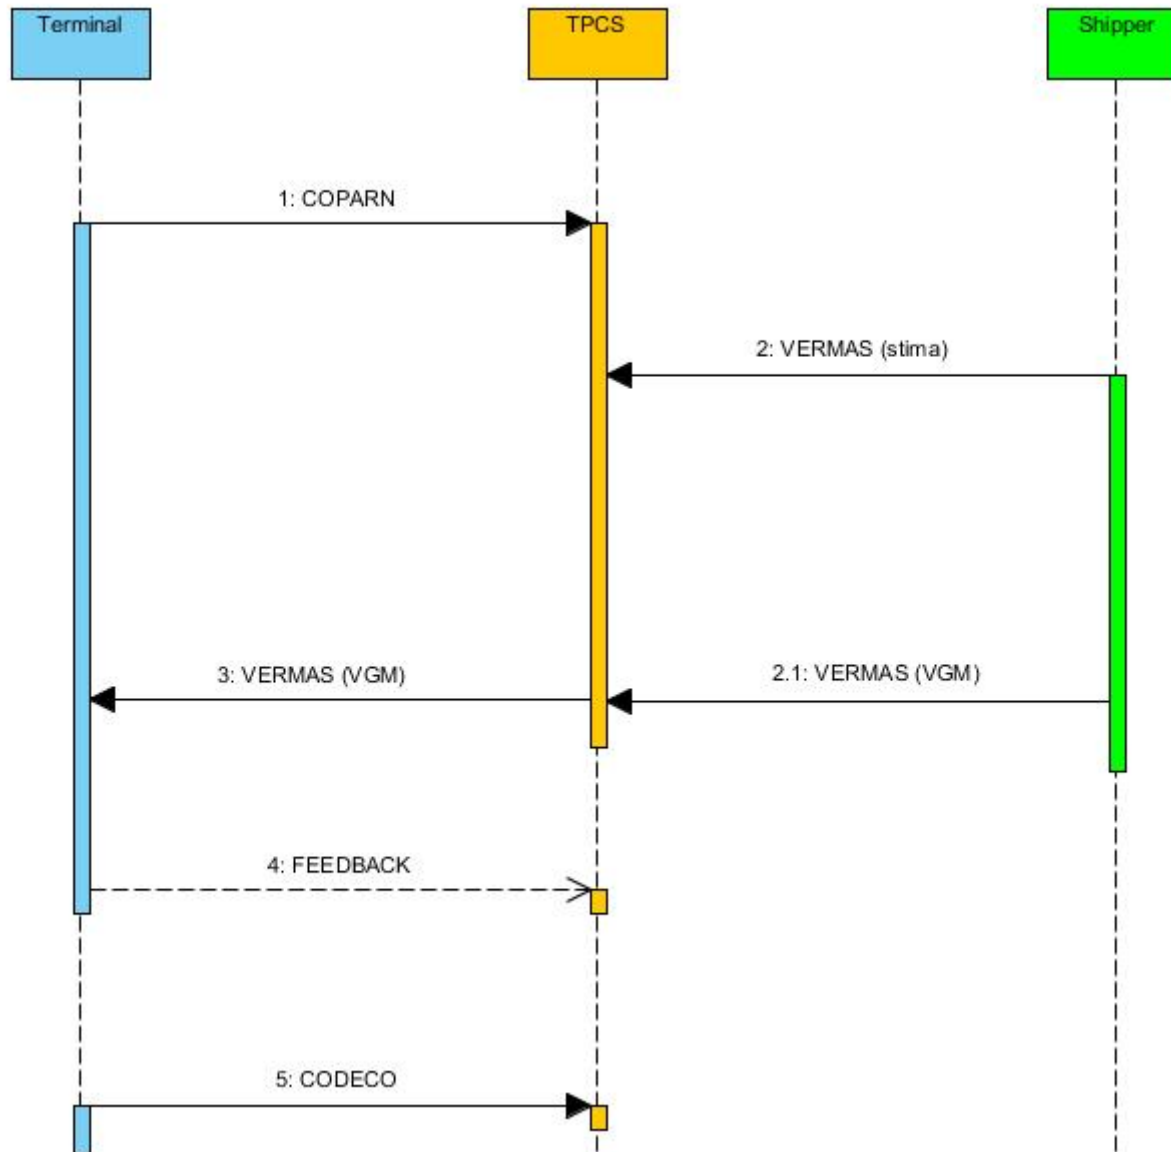 Terminal
TPCS
Shipper
1: COPARN
2: VERMAS (stima)
3: VERMAS (VGM)
2.1: VERMAS (VGM)
4: FEEDBACK
5: CODECO